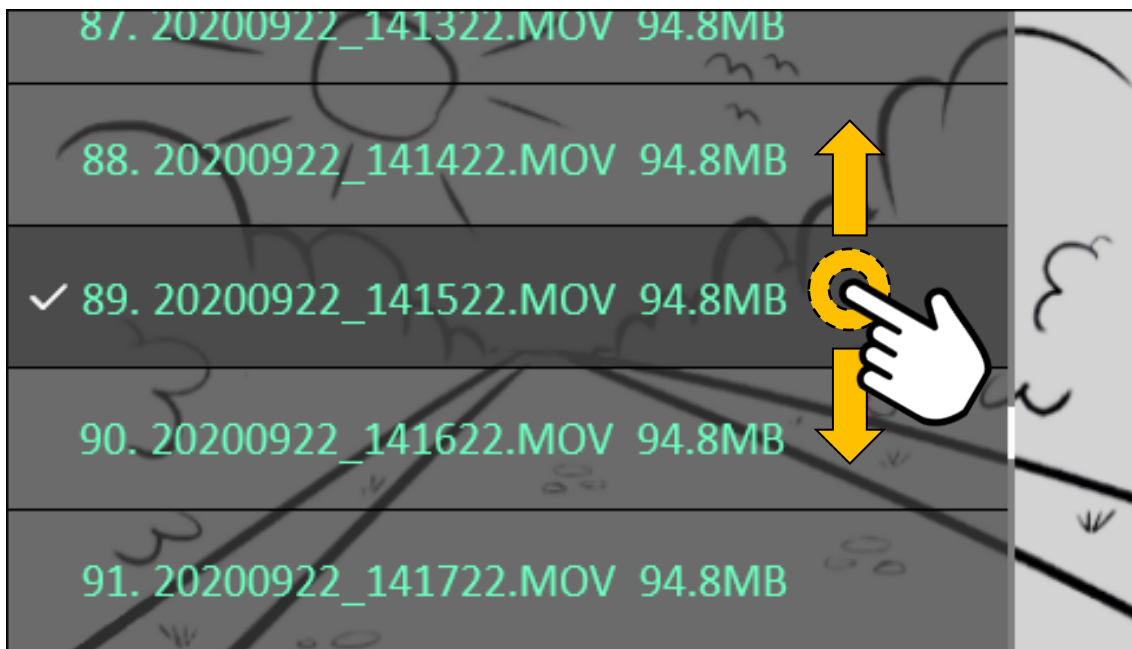 87. 20200922_141322.MOV 94.8MB
88. 20200922_141422.MOV 94.8MB
89. 20200922_141522.MOV 94.8MB
90. 20200922_141622.MOV 94.8MB
91. 20200922_141722.MOV 94.8MB